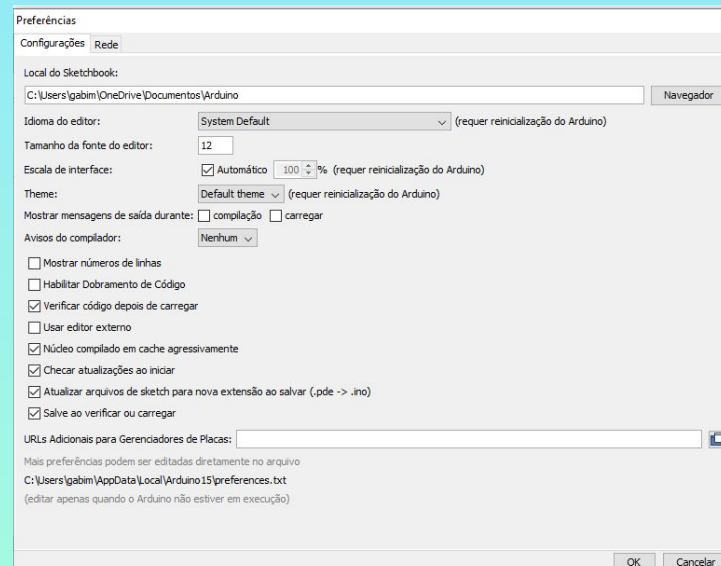 Preferências
Configurações Rede
Local do Sketchbook:
C:\Users\gabim\OneDrive\Documentos\Arduino Navegador
Idioma do editor: System Default (requer reinicialização do Arduino)
Tamanho da fonte do editor: 12
Escala de interface: Automático 100 % (requer reinicialização do Arduino)
Theme: Default theme (requer reinicialização do Arduino)
Mostrar mensagens de saída durante: compilação carregar
Avisos do compilador: Nenhum
Mostrar números de linhas
Habilitar Dobramento de Código
Verificar código depois de carregar
Usar editor externo
Núcleo compilado em cache agressivamente
Checar atualizações ao iniciar
Atualizar arquivos de sketch para nova extensão ao salvar (.pde -> .ino)
Salve ao verificar ou carregar
URLs Adicionais para Gerenciadores de Placas:
Mais preferências podem ser editadas diretamente no arquivo
C:\Users\gabim\AppData\Local\Arduino15\preferences.txt
(editar apenas quando o Arduino não estiver em execução)
OK Cancelar